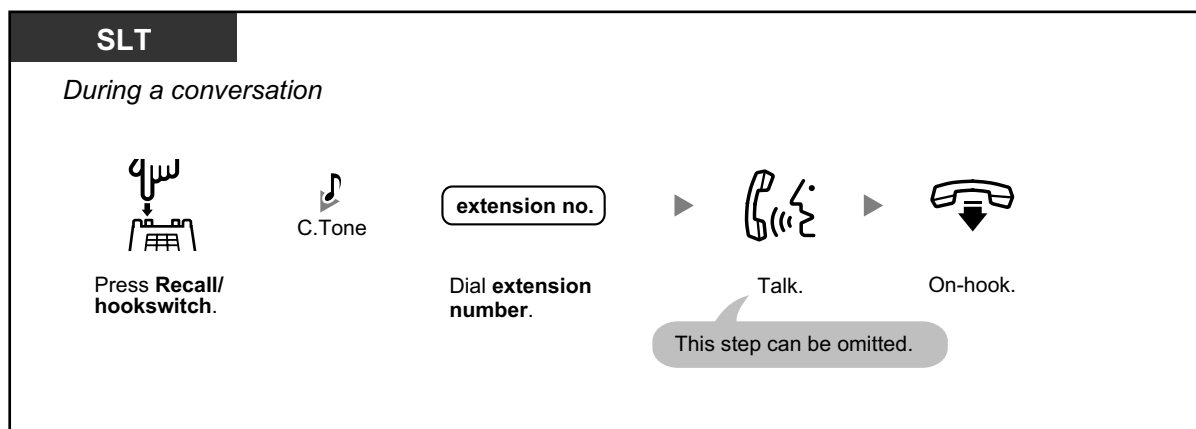 SLT
During a conversation
C.Tone
extension no.
Press Recall/
hookswitch.
Dial extension
number.
Talk.
On-hook.
This step can be omitted.